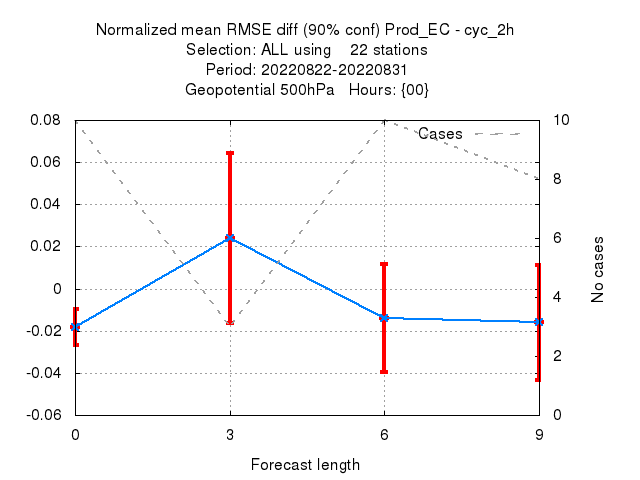 Normalized mean RMSE diff (90% conf) Prod_EC - cyc_2h
Selection: ALL using    22 stations
Period: 20220822-20220831
Geopotential 500hPa   Hours: {00}
Cases
0.08
0.06
0.04
0.02
0
-0.02
-0.04
-0.06
10
8
6
4
2
0
No cases
0 3 6 9
Forecast length